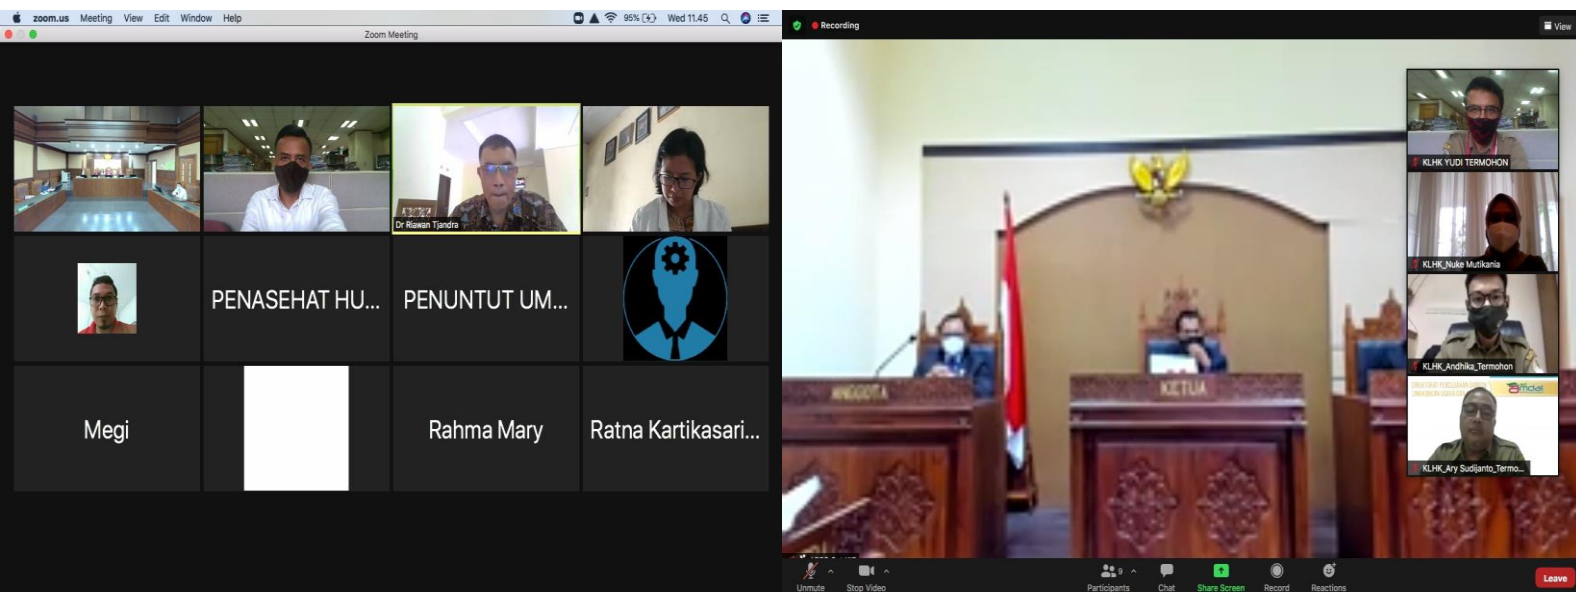 zoom.us Meeting View Edit Window Help
95% Wed 11.45
Zoom Meeting
Dr Riawan Tjandra
PENASEHAT HU...
PENUNTUT UM...
Megi
Rahma Mary
Ratna Kartikasari...
Recording
View
KLHK YUDI TERMOHON
KLHK_Nuke Mutikania
KLHK_Andhika_Termohon
amdal
KLHK_Ary Sudijanto_Termo...
ANGGOTA
KETUA
Unmute
Stop Video
Participants
9
Chat
Share Screen
Record
Reactions
Leave